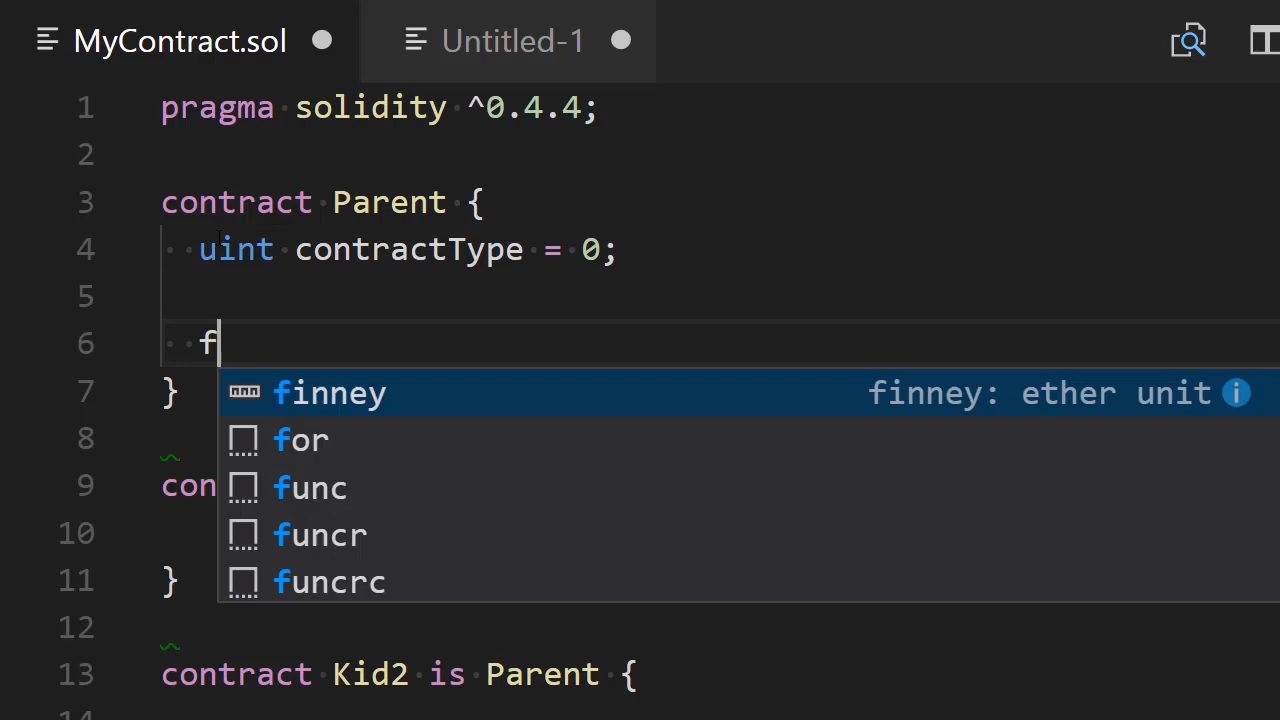 MyContract.sol Untitled-1
1 pragma solidity ^0.4.4;
2
3 contract Parent {
4 uint contractType = 0;
5
6 f
7 } finney finney: ether unit
8 for
9 con func
10 funcr
11 } funcrc
12
13 contract Kid2 is Parent {